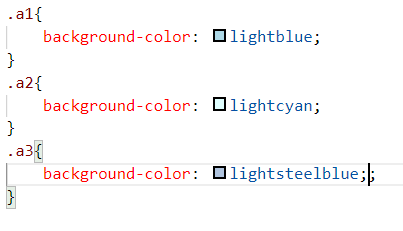 .a1{
    background-color: lightblue;
}
.a2{
    background-color: lightcyan;
}
.a3{
    background-color: lightsteelblue;;
}